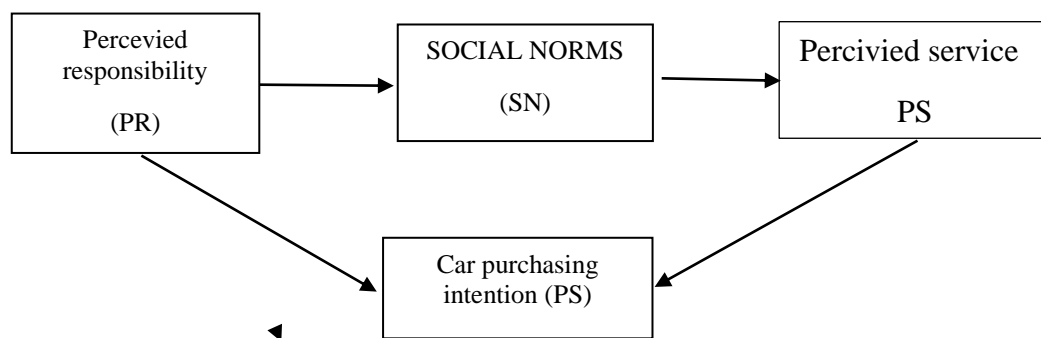 Percevied
responsibility
(PR)
SOCIAL NORMS
(SN)
Percivied service
PS
Car purchasing
intention (PS)